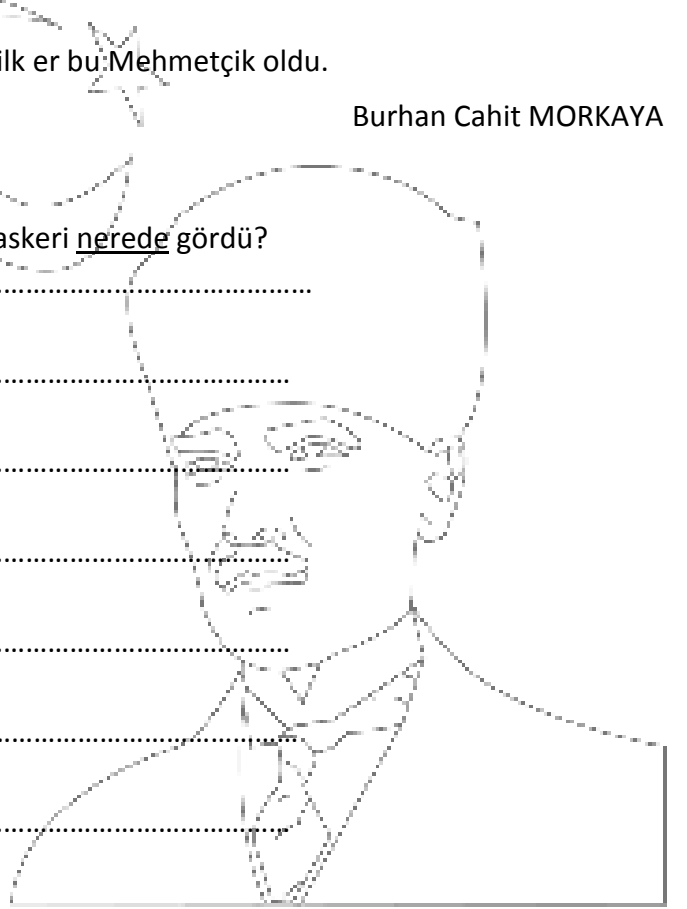 ilk er bu Mehmetçik oldu.
Burhan Cahit MORKAYA
askeri nerede gördü?